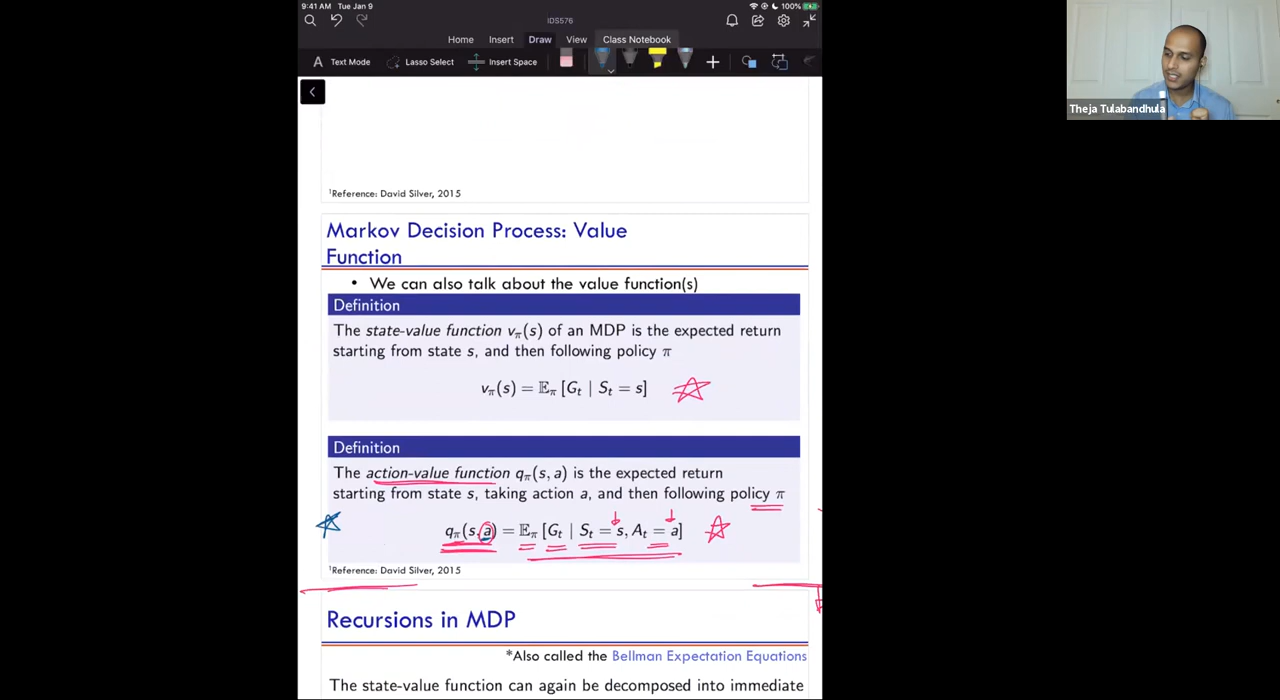 9:41 AM Tue Jan 9
100%
IDS576
Home Insert Draw View Class Notebook
A Text Mode Lasso Select Insert Space
Theja Tulabandhula
¹Reference: David Silver, 2015
Markov Decision Process: Value
Function
• We can also talk about the value function(s)
Definition
The state-value function vπ(s) of an MDP is the expected return
starting from state s, and then following policy π
vπ(s) = 𝔼π [Gt | St = s]
Definition
The action-value function qπ(s, a) is the expected return
starting from state s, taking action a, and then following policy π
qπ(s, a) = 𝔼π [Gt | St = s, At = a]
¹Reference: David Silver, 2015
Recursions in MDP
*Also called the Bellman Expectation Equations
The state-value function can again be decomposed into immediate